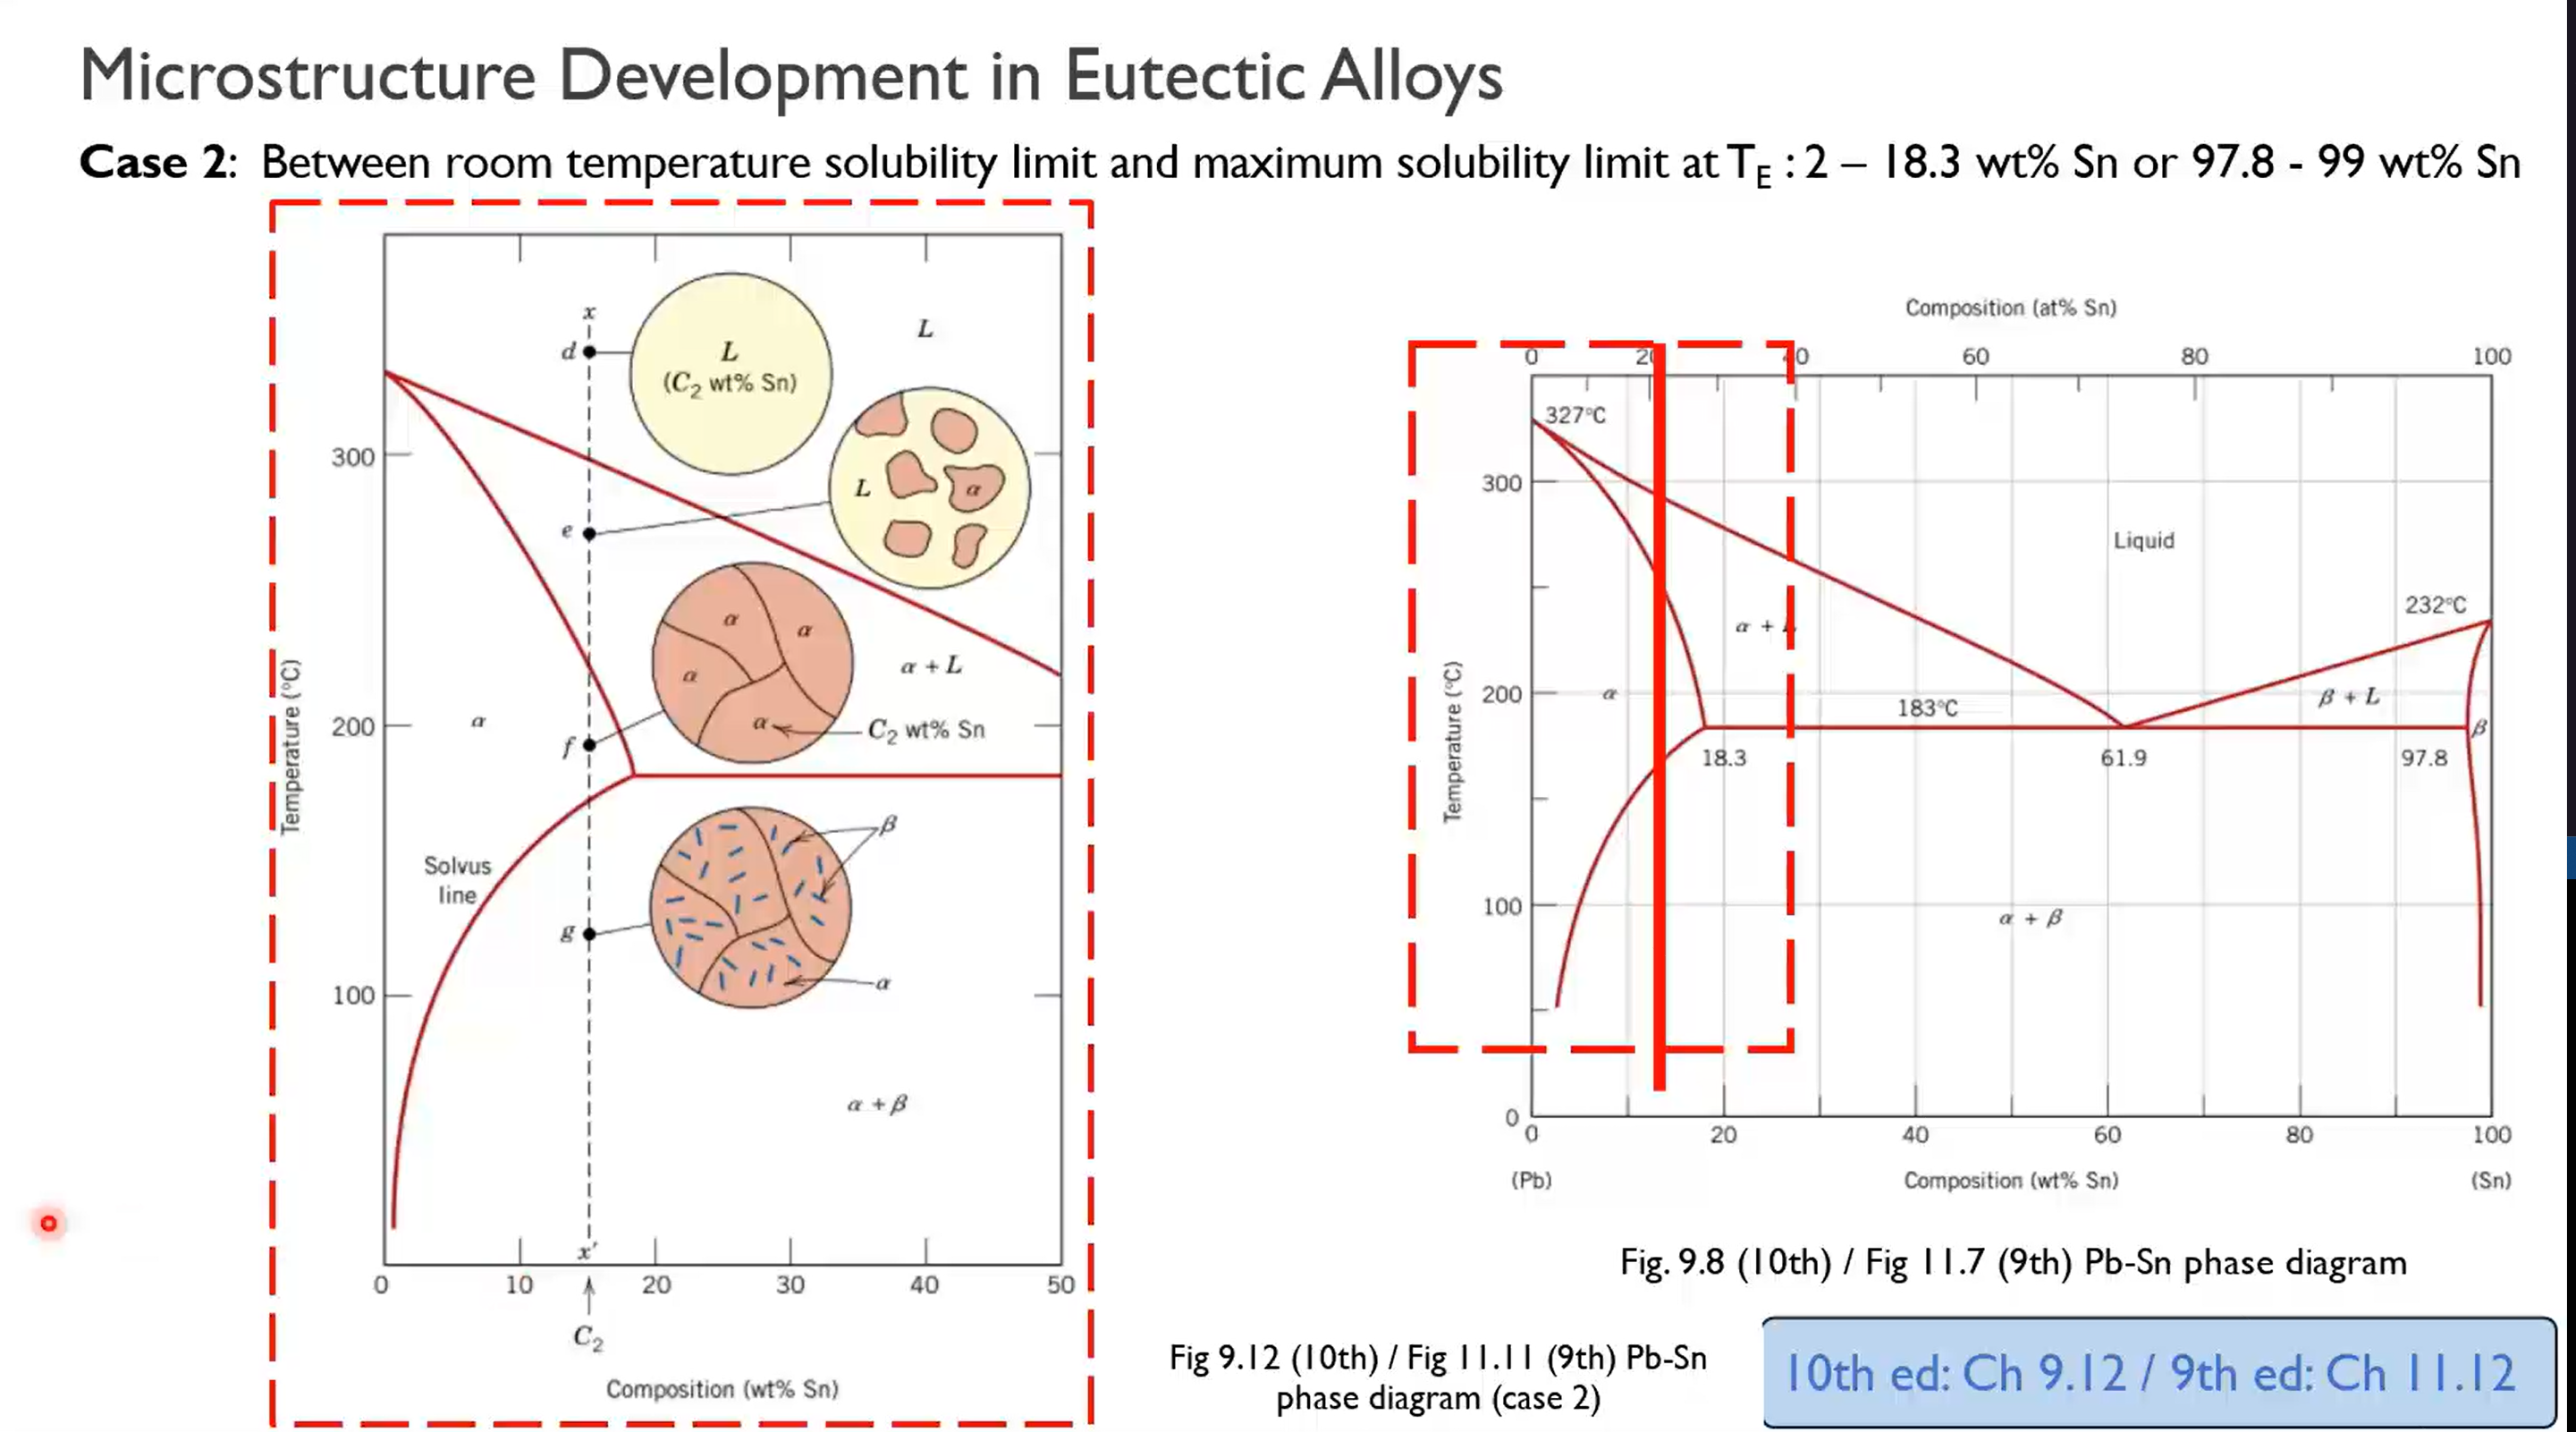 Microstructure Development in Eutectic Alloys
Case 2: Between room temperature solubility limit and maximum solubility limit at TE : 2 – 18.3 wt% Sn or 97.8 - 99 wt% Sn
x
d
L
(C2 wt% Sn)
L
L
α
e
300
α
α
α
α
C2 wt% Sn
α + L
200
α
f
Temperature (°C)
Solvus
line
β
g
α
100
α + β
x'
0 10 20 30 40 50
C2
Composition (wt% Sn)
Composition (at% Sn)
0 20 40 60 80 100
327°C
300
Liquid
232°C
α + L
200
α
183°C
β + L
β
18.3
61.9
97.8
Temperature (°C)
100
α + β
0
0 20 40 60 80 100
(Pb)
Composition (wt% Sn)
(Sn)
Fig. 9.8 (10th) / Fig 11.7 (9th) Pb-Sn phase diagram
Fig 9.12 (10th) / Fig 11.11 (9th) Pb-Sn
phase diagram (case 2)
10th ed: Ch 9.12 / 9th ed: Ch 11.12